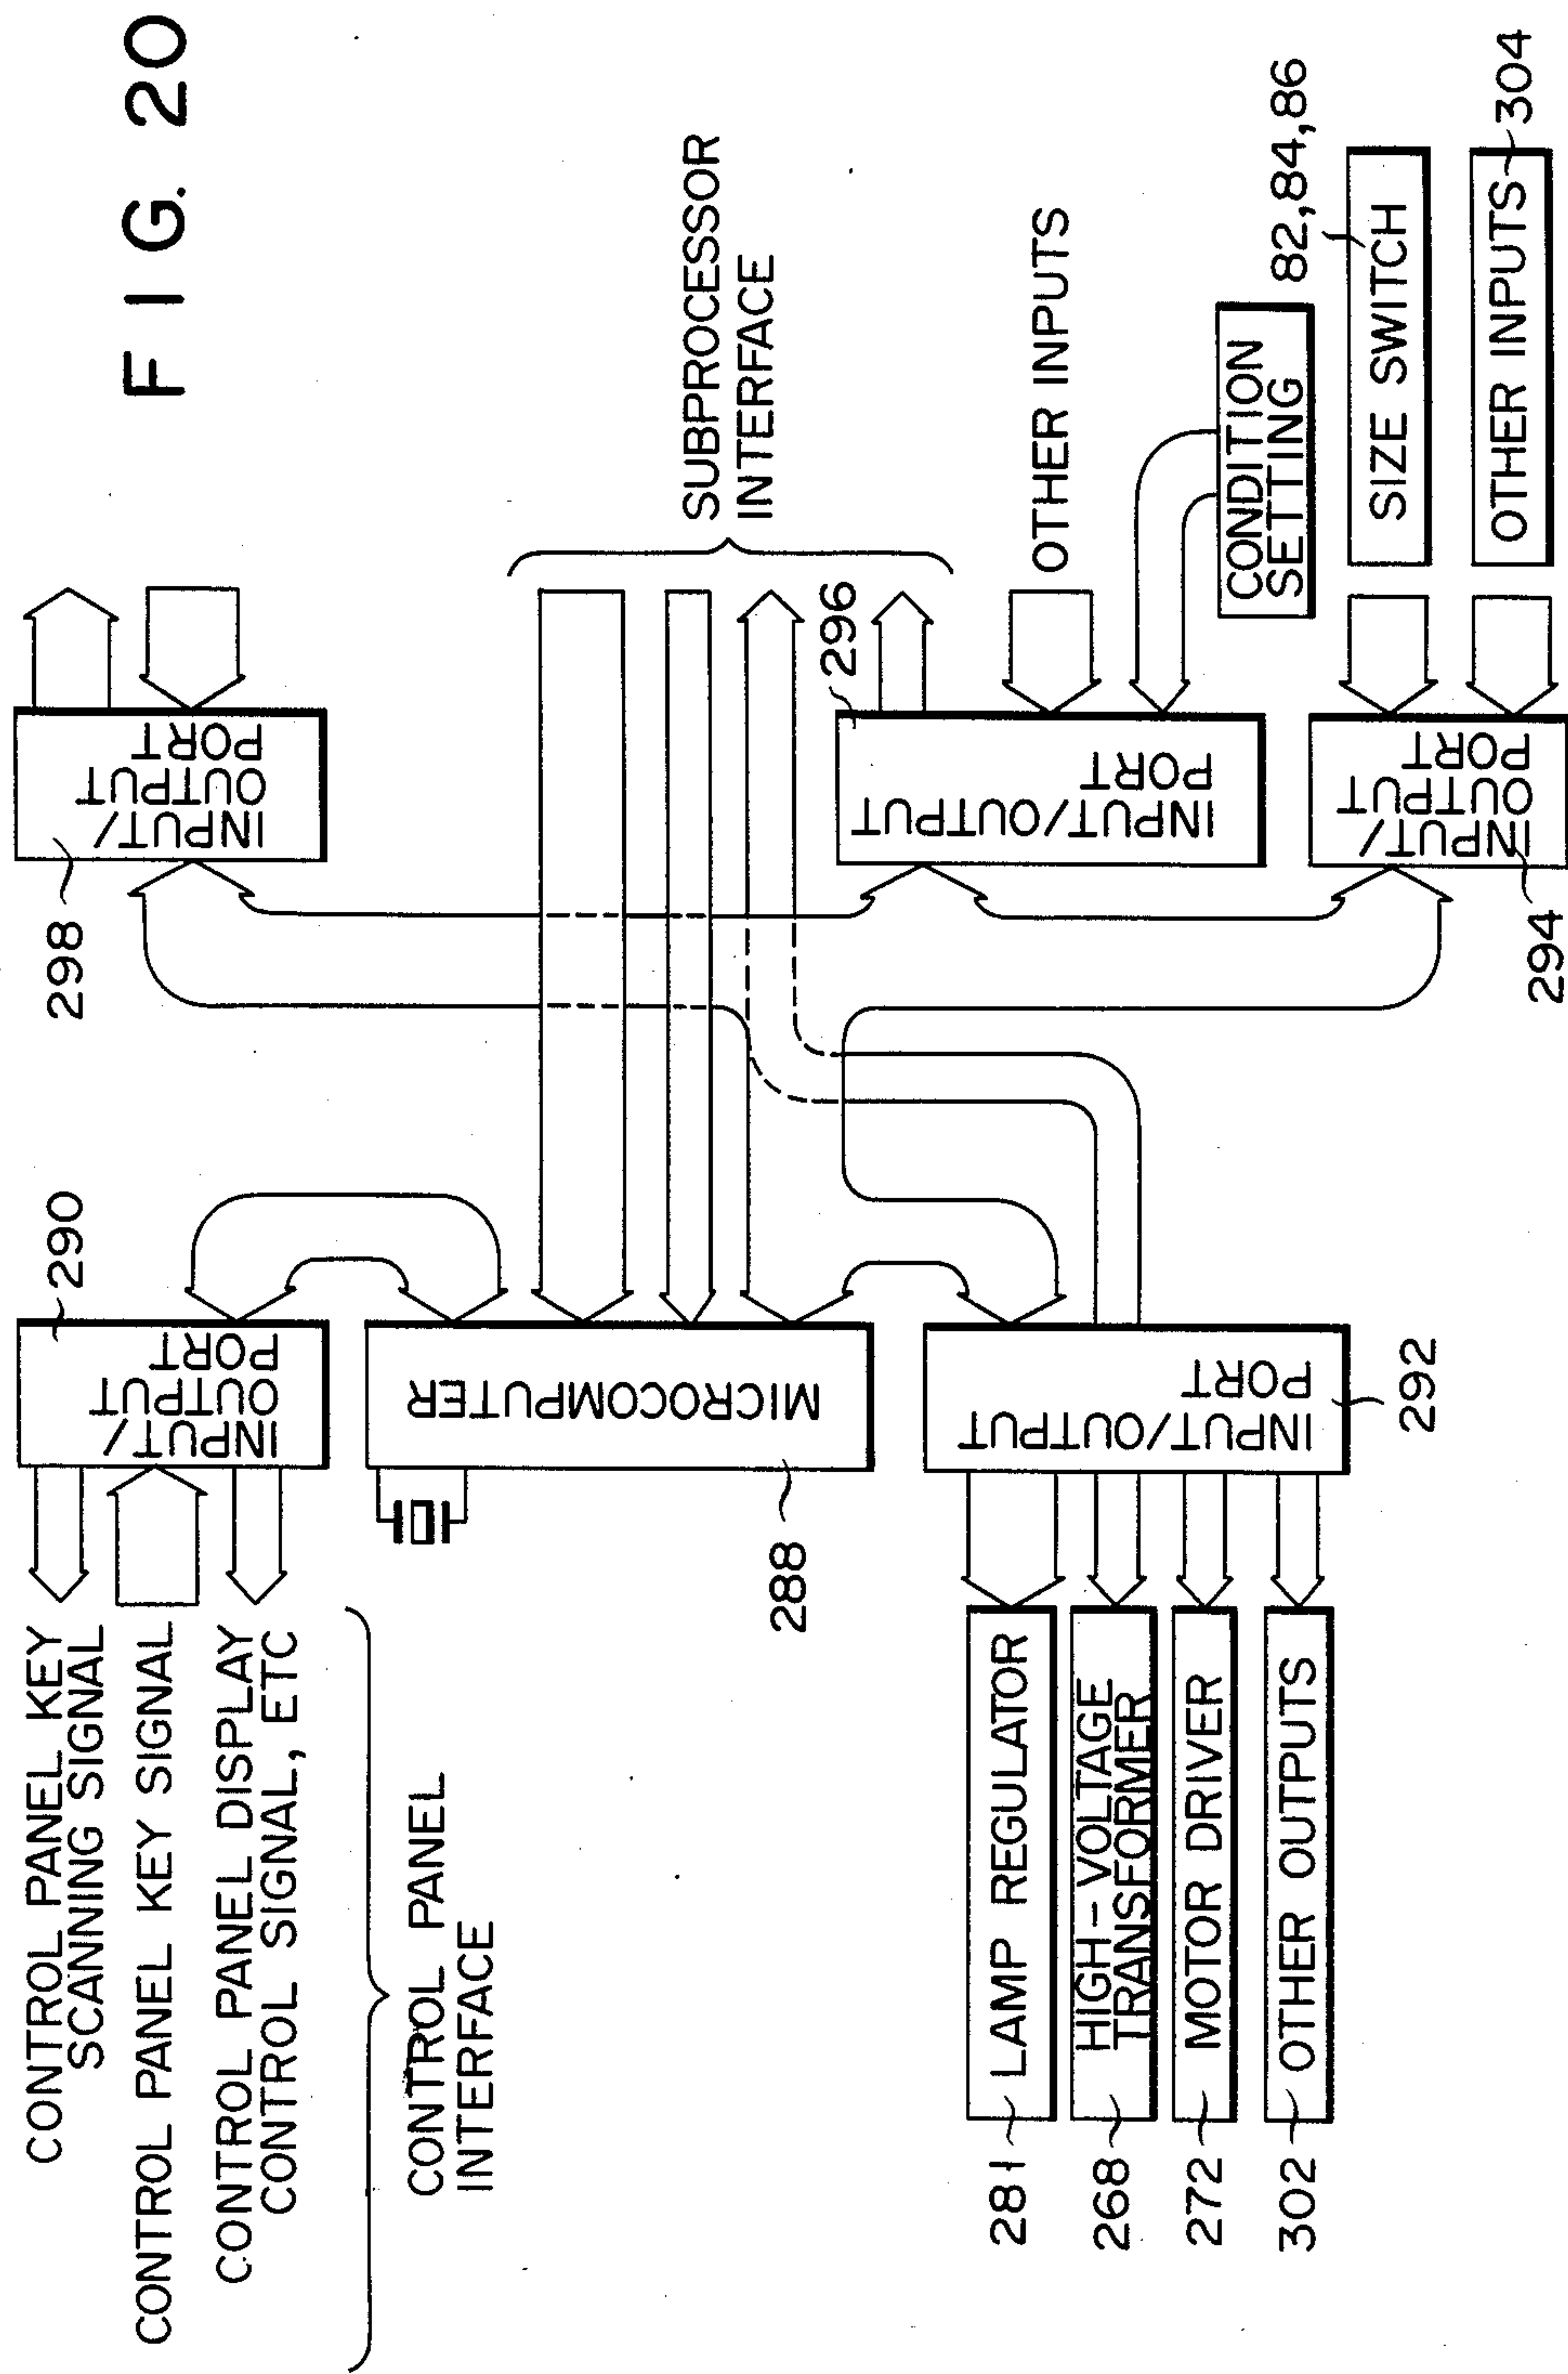 FIG. 20
CONTROL PANEL KEY
SCANNING SIGNAL
CONTROL PANEL KEY SIGNAL
CONTROL PANEL DISPLAY
CONTROL SIGNAL, ETC
CONTROL PANEL
INTERFACE
290
INPUT/
OUTPUT
PORT
298
INPUT/
OUTPUT
PORT
MICROCOMPUTER
288
SUBPROCESSOR
INTERFACE
296
INPUT/OUTPUT
PORT
OTHER INPUTS
CONDITION
SETTING
281
LAMP REGULATOR
268
HIGH-VOLTAGE
TRANSFORMER
272
MOTOR DRIVER
302
OTHER OUTPUTS
INPUT/OUTPUT
PORT
292
INPUT/
OUTPUT
PORT
294
82,84,86
SIZE SWITCH
OTHER INPUTS
304